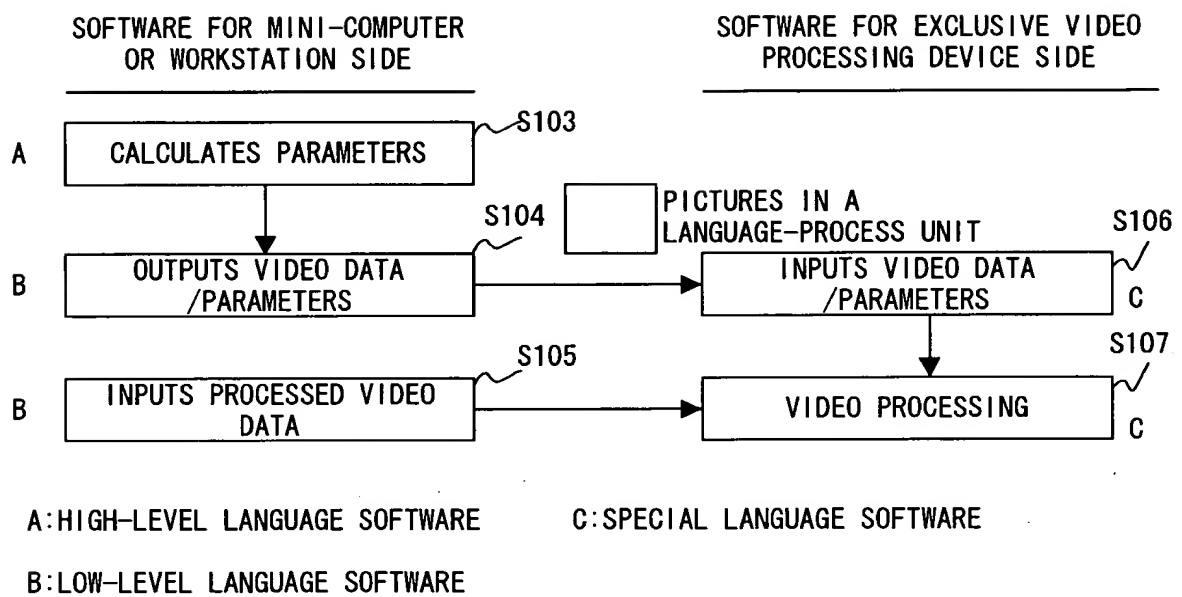 SOFTWARE FOR MINI-COMPUTER
OR WORKSTATION SIDE
SOFTWARE FOR EXCLUSIVE VIDEO
PROCESSING DEVICE SIDE
S103
A
CALCULATES PARAMETERS
S104
PICTURES IN A
LANGUAGE-PROCESS UNIT
S106
B
OUTPUTS VIDEO DATA
/PARAMETERS
INPUTS VIDEO DATA
/PARAMETERS
C
S105
S107
B
INPUTS PROCESSED VIDEO
DATA
VIDEO PROCESSING
C
A:HIGH-LEVEL LANGUAGE SOFTWARE
C:SPECIAL LANGUAGE SOFTWARE
B:LOW-LEVEL LANGUAGE SOFTWARE